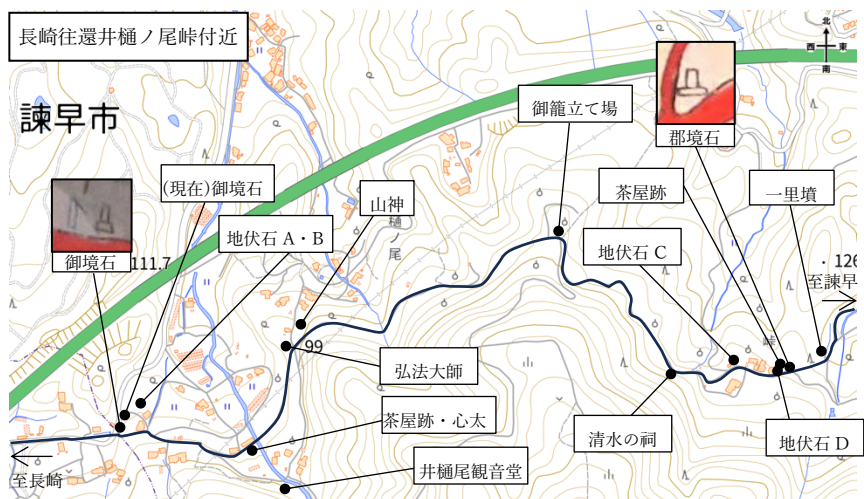 長崎往還井樋ノ尾峠付近
北
西 東
南
諫早市
御籠立て場
郡境石
(現在)御境石
山神
茶屋跡
一里墳
地伏石 A・B
樋ノ尾
地伏石 C
御境石
111.7
・126
至諫早
峠
99
弘法大師
茶屋跡・心太
清水の祠
地伏石 D
至長崎
井樋尾観音堂